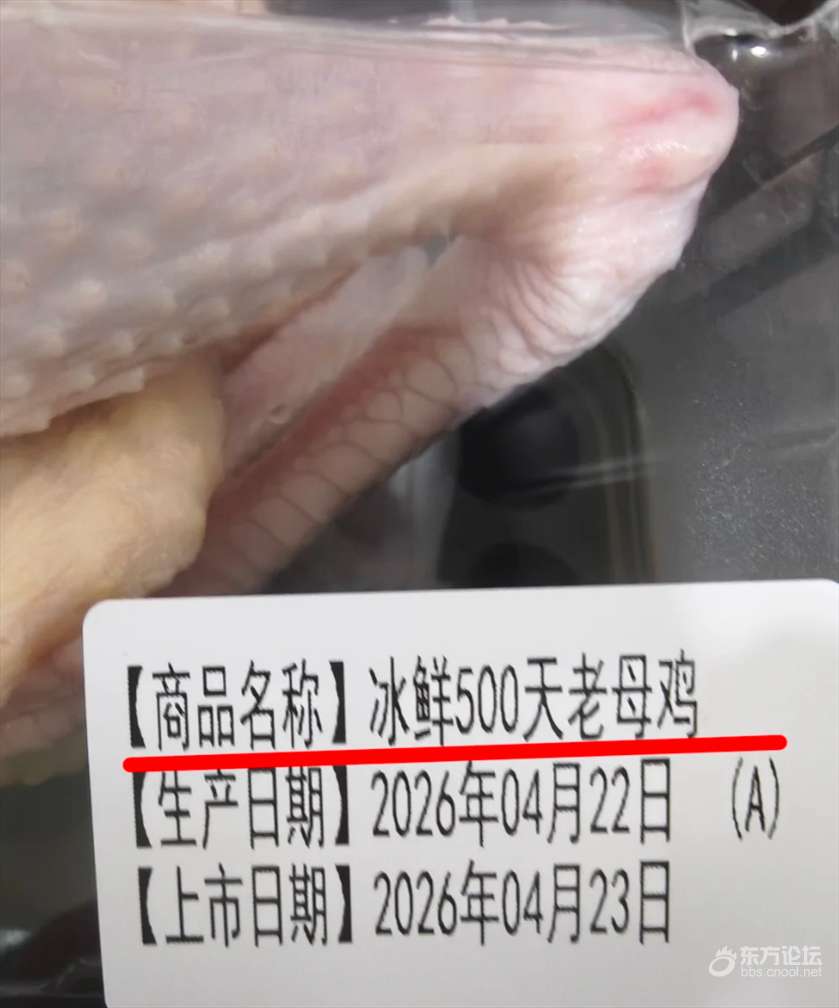 【商品名称】冰鲜500天老母鸡
【生产日期】2026年04月22日 (A)
【上市日期】2026年04月23日
东方论坛
bbs.cnool.net